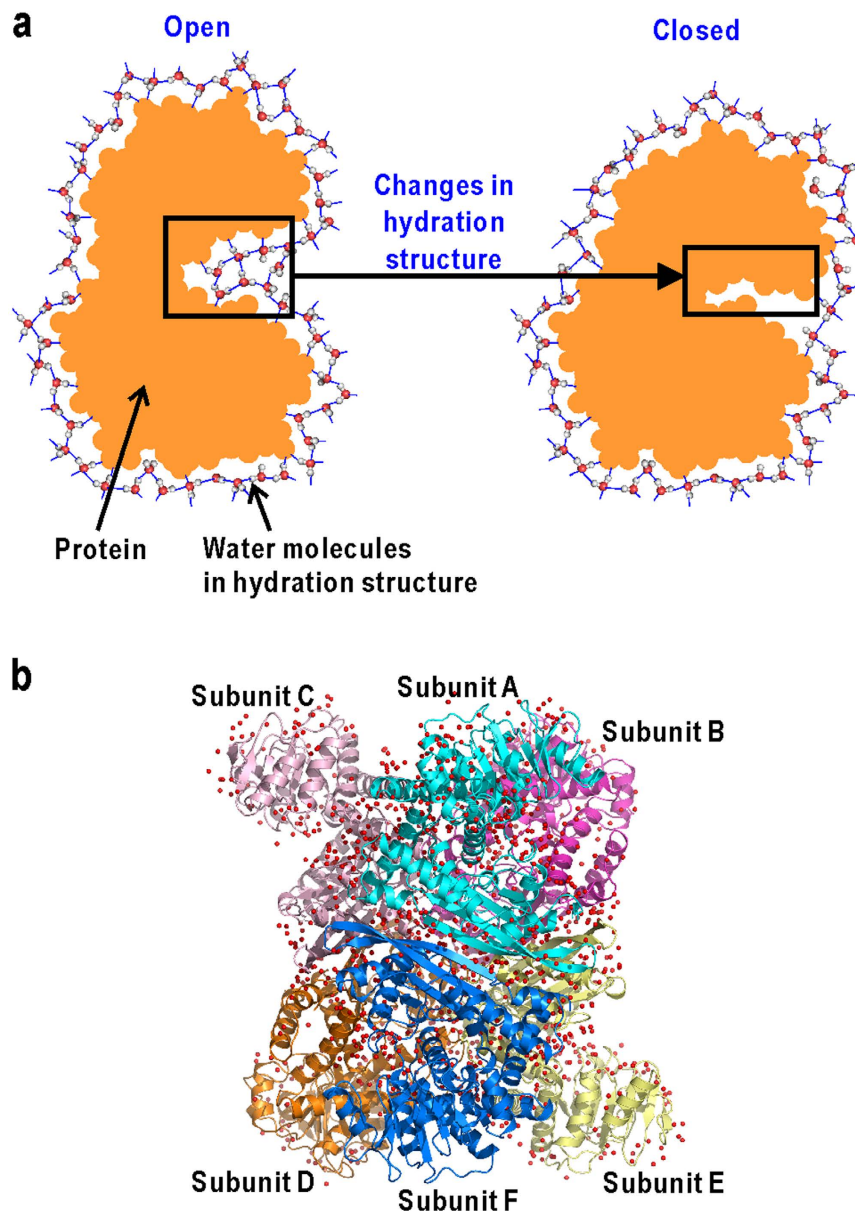 a
Open
Closed
Changes in
hydration
structure
Protein
Water molecules
in hydration structure
b
Subunit C
Subunit A
Subunit B
Subunit D
Subunit F
Subunit E